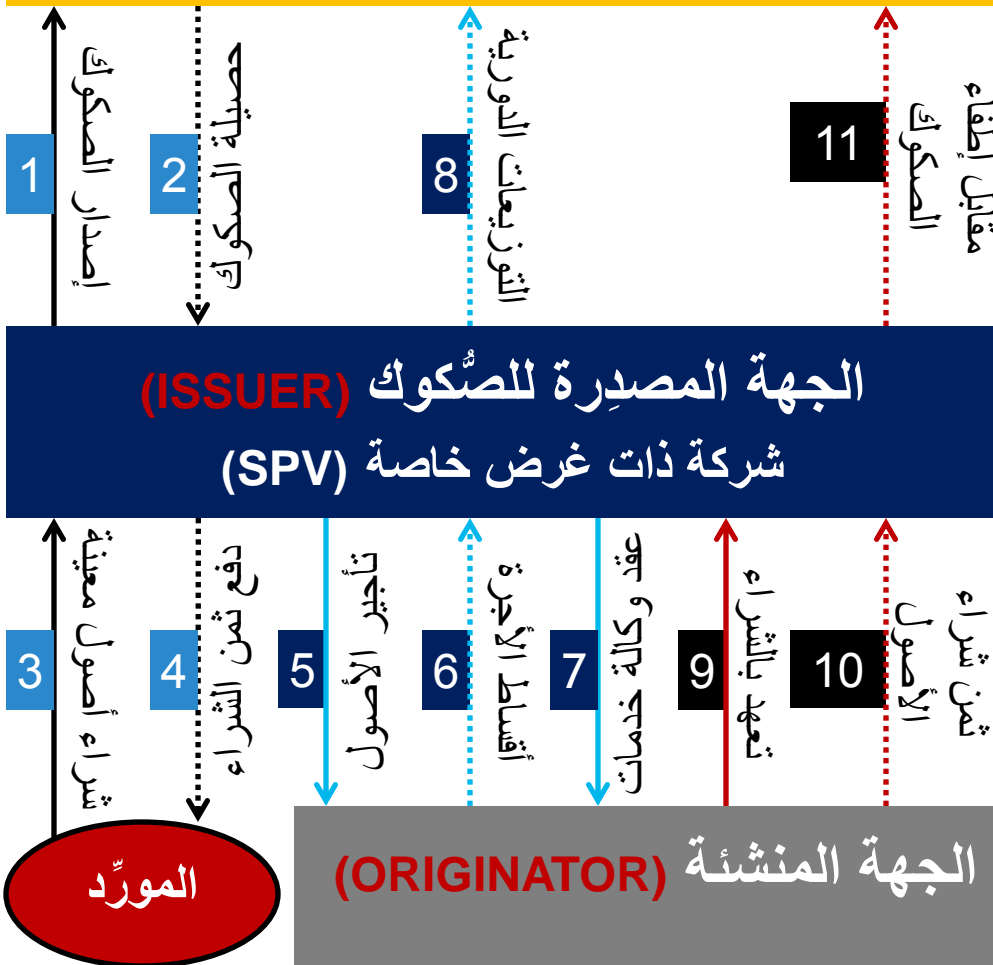 1
إصدار الصكوك
2
حصيلة الصكوك
8
التوزيعات الدورية
11
مقابل إطفاء
الصكوك
الجهة المصدِرة للصُّكوك (ISSUER)
شركة ذات غرض خاصة (SPV)
3
شراء أصول معينة
4
دفع ثمن الشراء
5
تأجير الأصول
6
أقساط الأجرة
7
عقد وكالة خدمات
9
تعهد بالشراء
10
ثمن شراء
الأصول
المورِّد
الجهة المنشئة (ORIGINATOR)